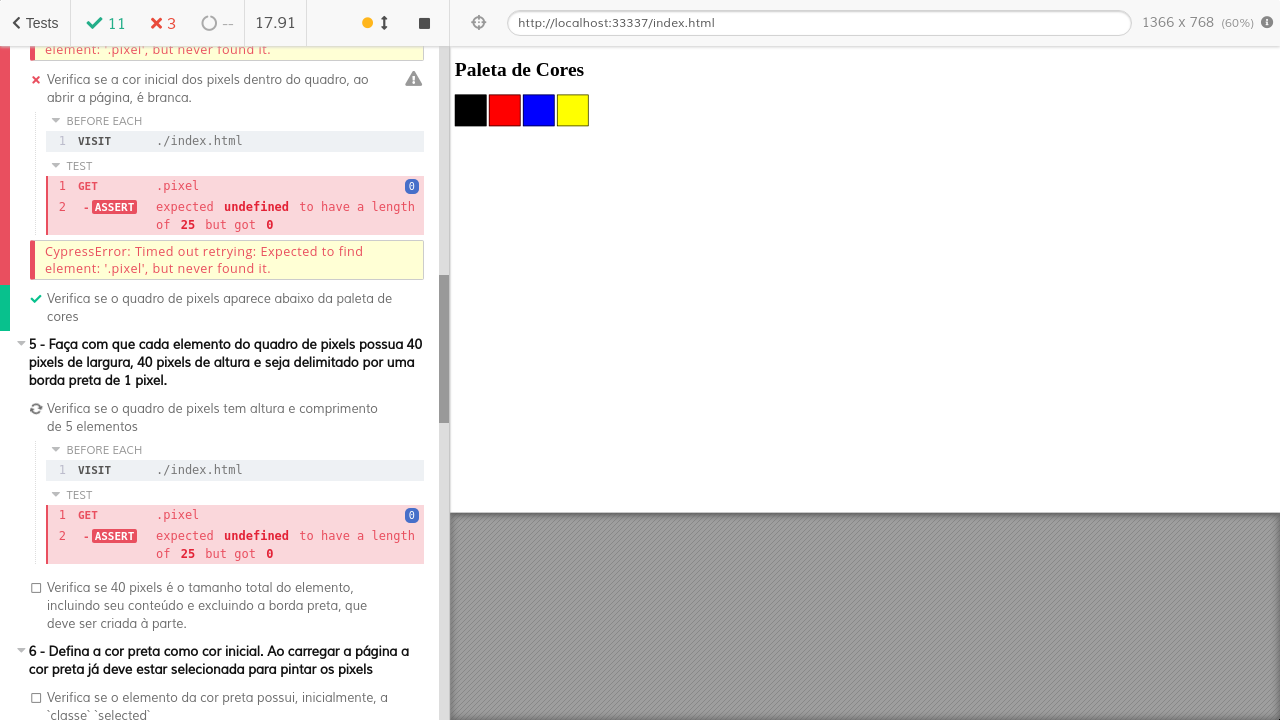 Tests 11 3 -- 17.91 http://localhost:33337/index.html 1366 x 768 (60%)
element: '.pixel', but never found it.
Verifica se a cor inicial dos pixels dentro do quadro, ao
abrir a página, é branca.
BEFORE EACH
1 VISIT ./index.html
TEST
1 GET .pixel 0
2 -ASSERT expected undefined to have a length
of 25 but got 0
CypressError: Timed out retrying: Expected to find
element: '.pixel', but never found it.
Verifica se o quadro de pixels aparece abaixo da paleta de
cores
5 - Faça com que cada elemento do quadro de pixels possua 40
pixels de largura, 40 pixels de altura e seja delimitado por uma
borda preta de 1 pixel.
Verifica se o quadro de pixels tem altura e comprimento
de 5 elementos
BEFORE EACH
1 VISIT ./index.html
TEST
1 GET .pixel 0
2 -ASSERT expected undefined to have a length
of 25 but got 0
Verifica se 40 pixels é o tamanho total do elemento,
incluindo seu conteúdo e excluindo a borda preta, que
deve ser criada à parte.
6 - Defina a cor preta como cor inicial. Ao carregar a página a
cor preta já deve estar selecionada para pintar os pixels
Verifica se o elemento da cor preta possui, inicialmente, a
`classe` `selected`
Paleta de Cores